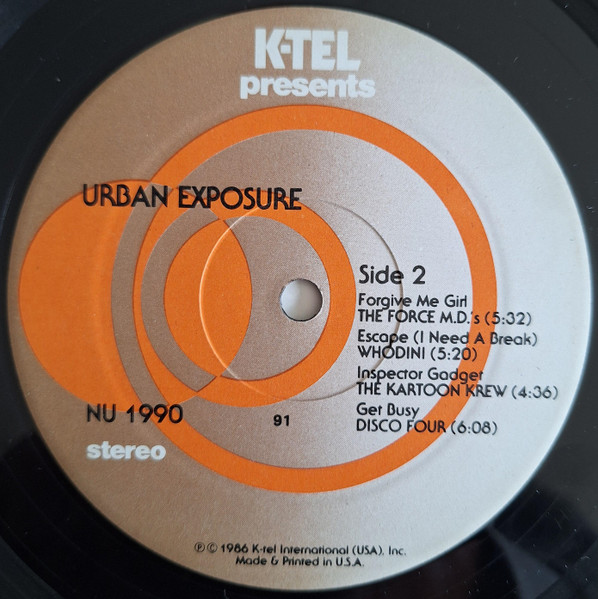 K-TEL
presents
URBAN EXPOSURE
Side 2
Forgive Me Girl
THE FORCE M.D.'s (5:32)
Escape (I Need A Break)
WHODINI (5:20)
Inspector Gadget
THE KARTOON KREW (4:36)
Get Busy
DISCO FOUR (6:08)
NU 1990
91
stereo
℗ © 1986 K-tel International (USA), Inc.
Made & Printed in U.S.A.